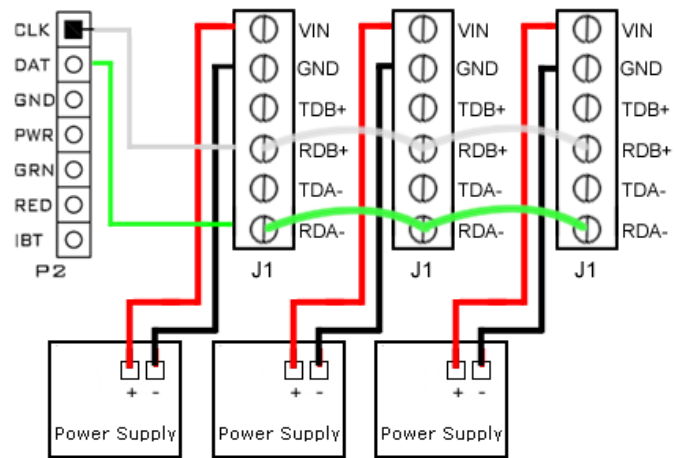 CLK
DAT
GND
PWR
GRN
RED
IBT
P2
VIN
GND
TDB+
RDB+
TDA-
RDA-
J1
VIN
GND
TDB+
RDB+
TDA-
RDA-
J1
VIN
GND
TDB+
RDB+
TDA-
RDA-
J1
+ -
Power Supply
+ -
Power Supply
+ -
Power Supply